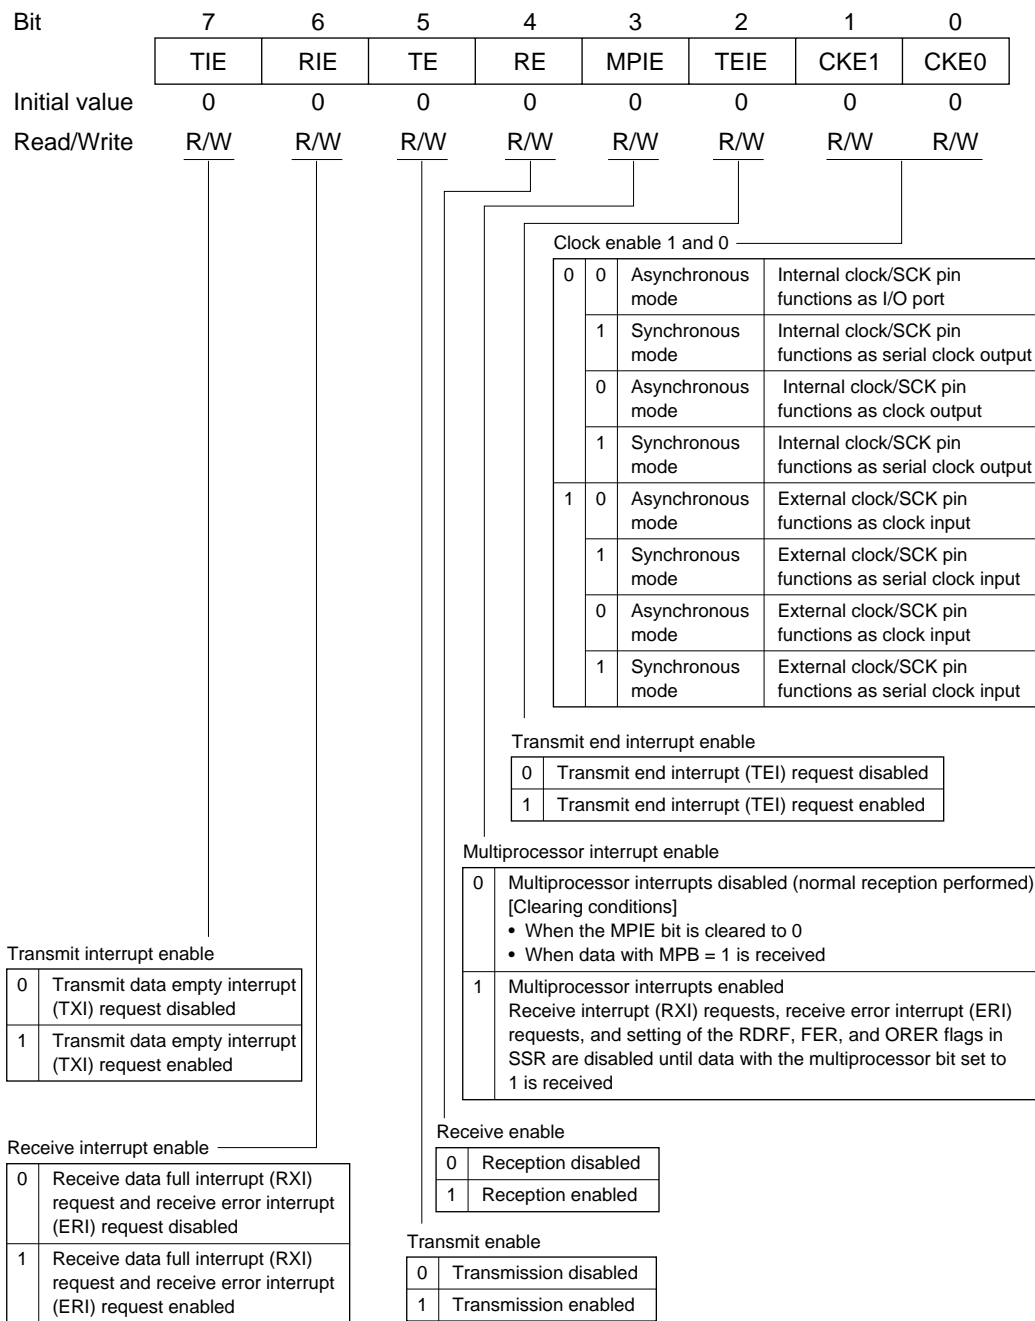 Bit 7 6 5 4 3 2 1 0
TIE RIE TE RE MPIE TEIE CKE1 CKE0
Initial value 0 0 0 0 0 0 0 0
Read/Write R/W R/W R/W R/W R/W R/W R/W R/W
Clock enable 1 and 0
0 0 Asynchronous mode Internal clock/SCK pin
functions as I/O port
1 Synchronous mode Internal clock/SCK pin
functions as serial clock output
0 Asynchronous mode Internal clock/SCK pin
functions as clock output
1 Synchronous mode Internal clock/SCK pin
functions as serial clock output
1 0 Asynchronous mode External clock/SCK pin
functions as clock input
1 Synchronous mode External clock/SCK pin
functions as serial clock input
0 Asynchronous mode External clock/SCK pin
functions as clock input
1 Synchronous mode External clock/SCK pin
functions as serial clock input
Transmit end interrupt enable
0 Transmit end interrupt (TEI) request disabled
1 Transmit end interrupt (TEI) request enabled
Multiprocessor interrupt enable
0 Multiprocessor interrupts disabled (normal reception performed)
[Clearing conditions]
• When the MPIE bit is cleared to 0
• When data with MPB = 1 is received
1 Multiprocessor interrupts enabled
Receive interrupt (RXI) requests, receive error interrupt (ERI)
requests, and setting of the RDRF, FER, and ORER flags in
SSR are disabled until data with the multiprocessor bit set to
1 is received
Transmit interrupt enable
0 Transmit data empty interrupt
(TXI) request disabled
1 Transmit data empty interrupt
(TXI) request enabled
Receive enable
0 Reception disabled
1 Reception enabled
Receive interrupt enable
0 Receive data full interrupt (RXI)
request and receive error interrupt
(ERI) request disabled
1 Receive data full interrupt (RXI)
request and receive error interrupt
(ERI) request enabled
Transmit enable
0 Transmission disabled
1 Transmission enabled